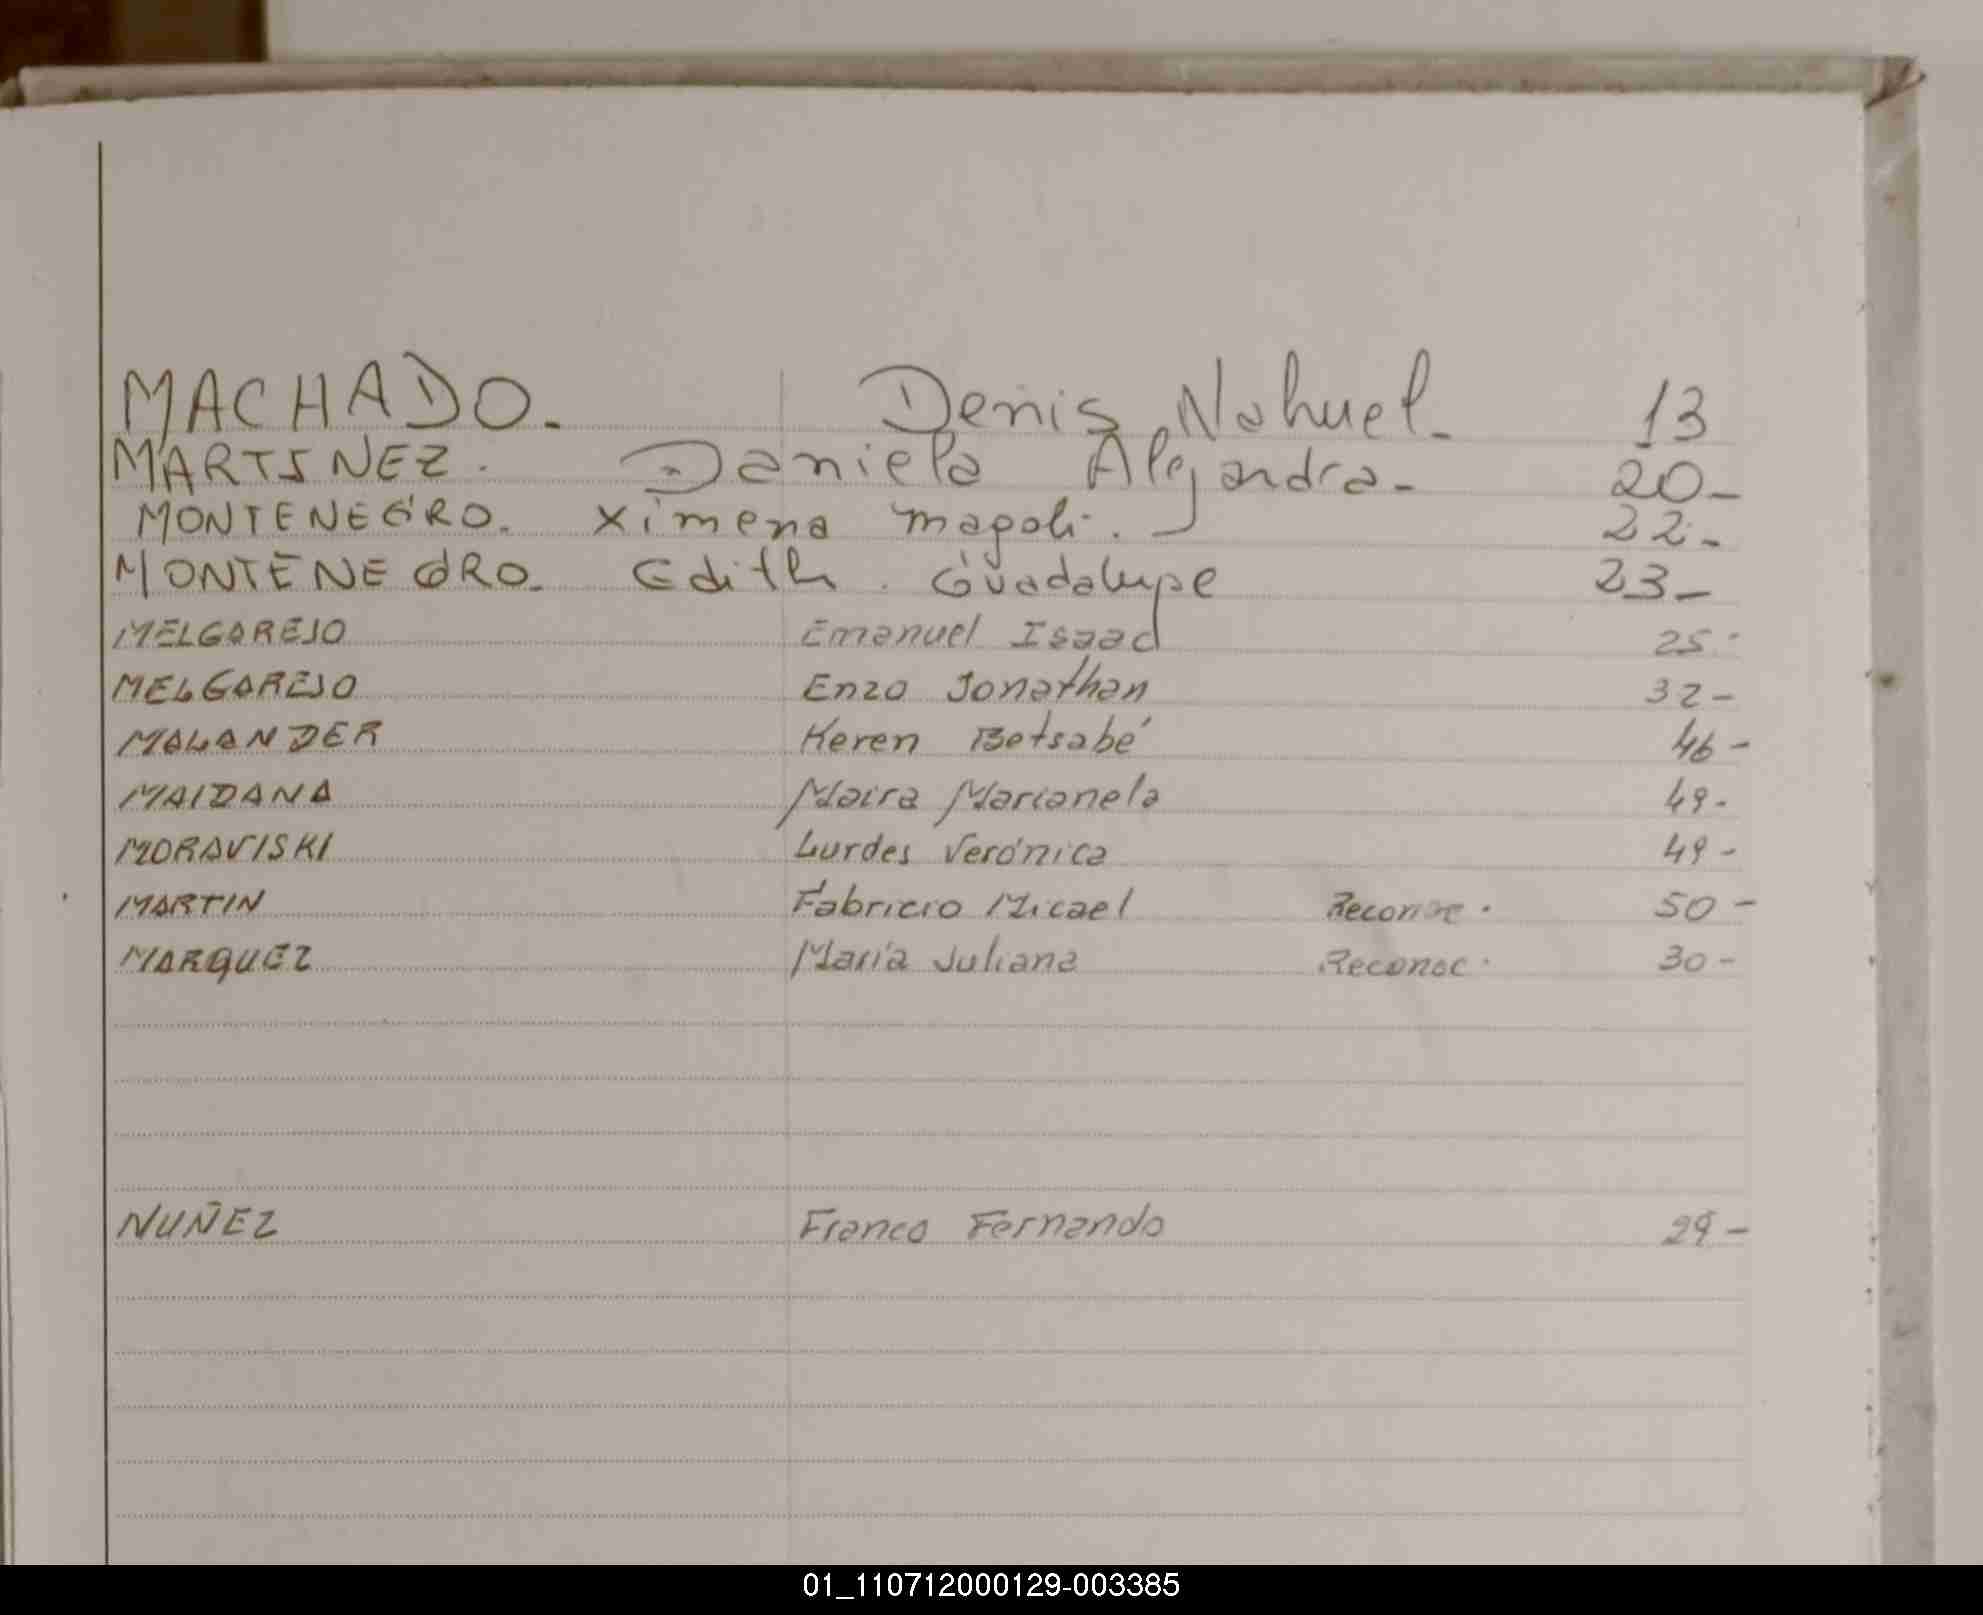 MACHADO. Denis Nahuel. 13
MARTINEZ. Daniela Alejandra - 20 -
MONTENEGRO. Ximena magali. 22 -
MONTENEGRO. Edith. Guadalupe 23 -
MELGAREJO Emanuel Isaac 25 -
MELGAREJO Enzo Jonathan 32 -
MALANDER Keren Betsabé 46 -
MAIDANA Maira Marianela 49 -
MORAVISKI Lurdes Verónica 49 -
MARTIN Fabricio Micael Reconoc. 50 -
MARQUEZ María Juliana Reconoc. 30 -
NUÑEZ Franco Fernando 29 -
01_110712000129-003385